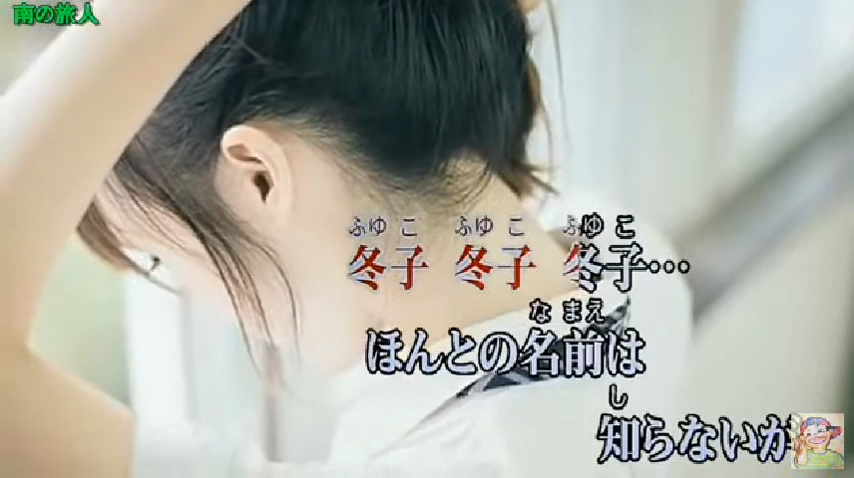 南の旅人
ふゆこ ふゆこ ふゆこ
冬子 冬子 冬子…
なまえ
ほんとの名前は
し
知らないが